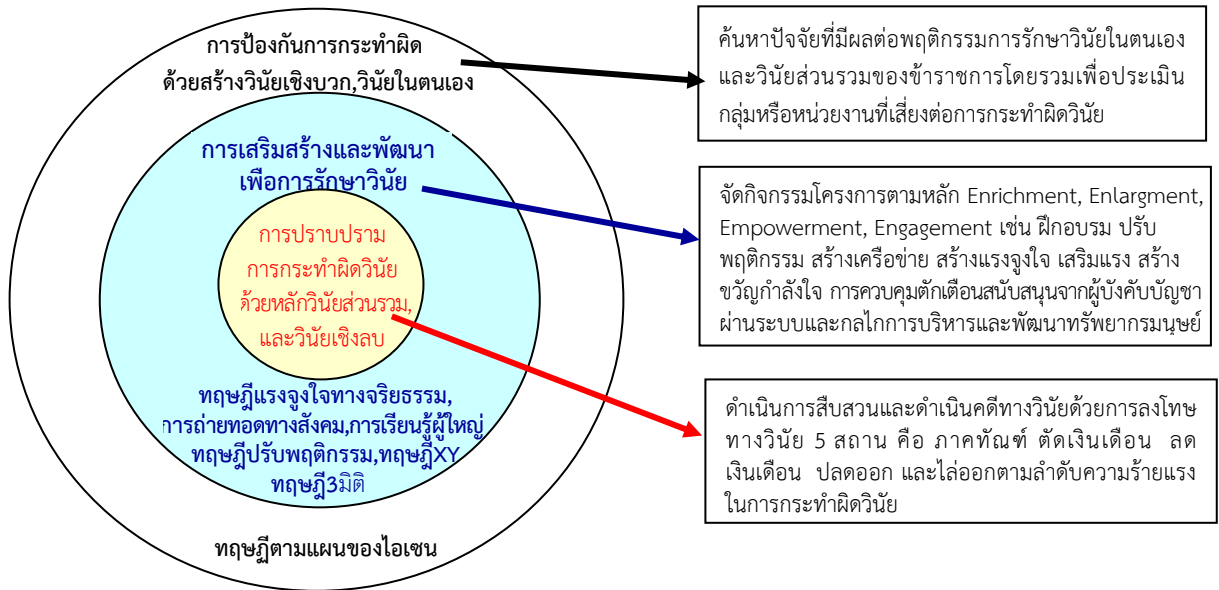 การป้องกันการกระทำผิด
ด้วยสร้างวินัยเชิงบวก,วินัยในตนเอง
การเสริมสร้างและพัฒนา
เพือการรักษาวินัย
การปราบปราม
การกระทำผิดวินัย
ด้วยหลักวินัยส่วนรวม,
และวินัยเชิงลบ
ทฤษฎีแรงจูงใจทางจริยธรรม,
การถ่ายทอดทางสังคม,การเรียนรู้ผู้ใหญ่
ทฤษฎีปรับพฤติกรรม,ทฤษฎีXY
ทฤษฎี3มิติ
ทฤษฏีตามแผนของไอเซน
ค้นหาปัจจัยที่มีผลต่อพฤติกรรมการรักษาวินัยในตนเอง
และวินัยส่วนรวมของข้าราชการโดยรวมเพื่อประเมิน
กลุ่มหรือหน่วยงานที่เสี่ยงต่อการกระทำผิดวินัย
จัดกิจกรรมโครงการตามหลัก Enrichment, Enlargment,
Empowerment, Engagement เช่น ฝึกอบรม ปรับ
พฤติกรรม สร้างเครือข่าย สร้างแรงจูงใจ เสริมแรง สร้าง
ขวัญกำลังใจ การควบคุมตักเตือนสนับสนุนจากผู้บังคับบัญชา
ผ่านระบบและกลไกการบริหารและพัฒนาทรัพยากรมนุษย์
ดำเนินการสืบสวนและดำเนินคดีทางวินัยด้วยการลงโทษ
ทางวินัย 5 สถาน คือ ภาคทัณฑ์ ตัดเงินเดือน ลด
เงินเดือน ปลดออก และไล่ออกตามลำดับความร้ายแรง
ในการกระทำผิดวินัย